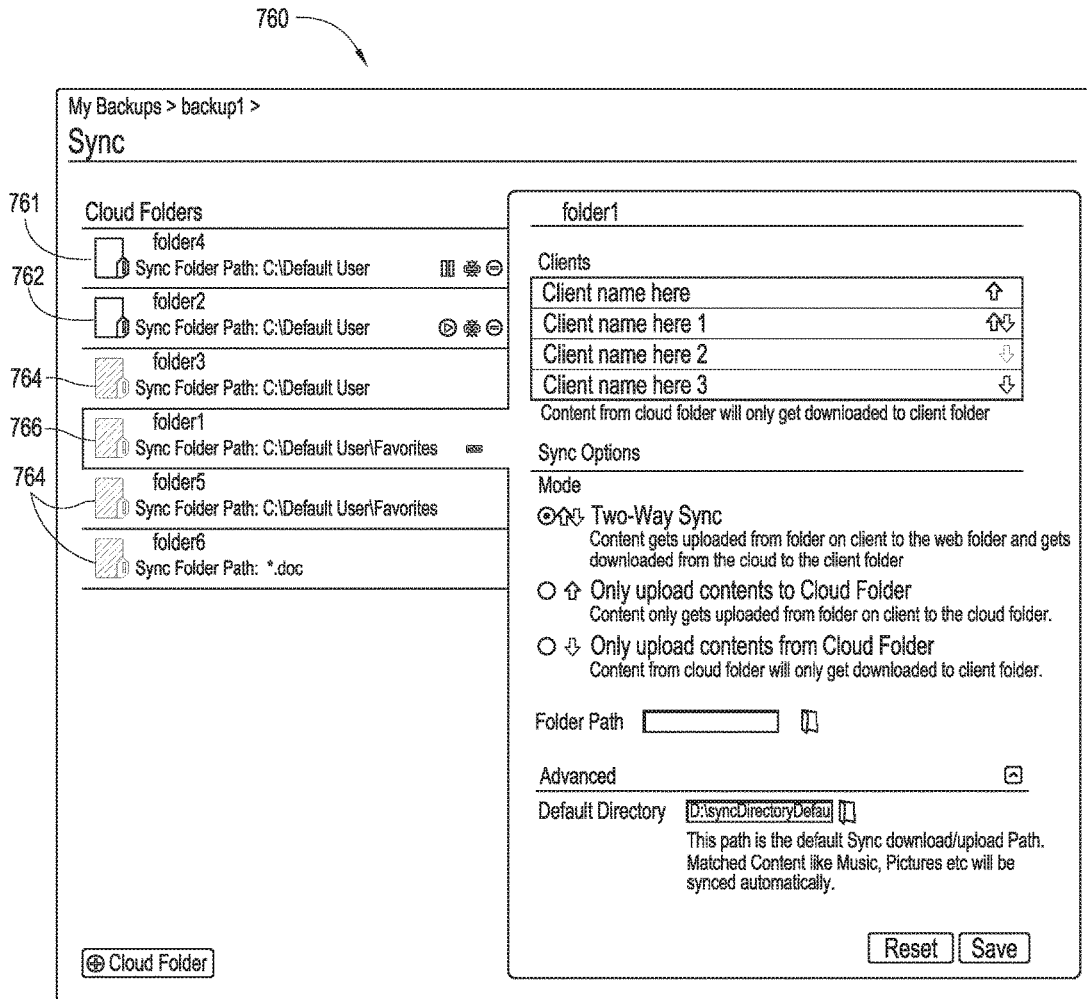 760
My Backups > backup1 >
Sync
761
Cloud Folders
folder4
Sync Folder Path: C:\Default User
762
folder2
Sync Folder Path: C:\Default User
764
folder3
Sync Folder Path: C:\Default User
766
folder1
Sync Folder Path: C:\Default User\Favorites
764
folder5
Sync Folder Path: C:\Default User\Favorites
folder6
Sync Folder Path: *.doc
Cloud Folder
folder1
Clients
Client name here
Client name here 1
Client name here 2
Client name here 3
Content from cloud folder will only get downloaded to client folder
Sync Options
Mode
Two-Way Sync
Content gets uploaded from folder on client to the web folder and gets
downloaded from the cloud to the client folder
Only upload contents to Cloud Folder
Content only gets uploaded from folder on client to the cloud folder.
Only upload contents from Cloud Folder
Content from cloud folder will only get downloaded to client folder.
Folder Path
Advanced
Default Directory D:\syncDirectoryDefau
This path is the default Sync download/upload Path.
Matched Content like Music, Pictures etc will be
synced automatically.
Reset Save